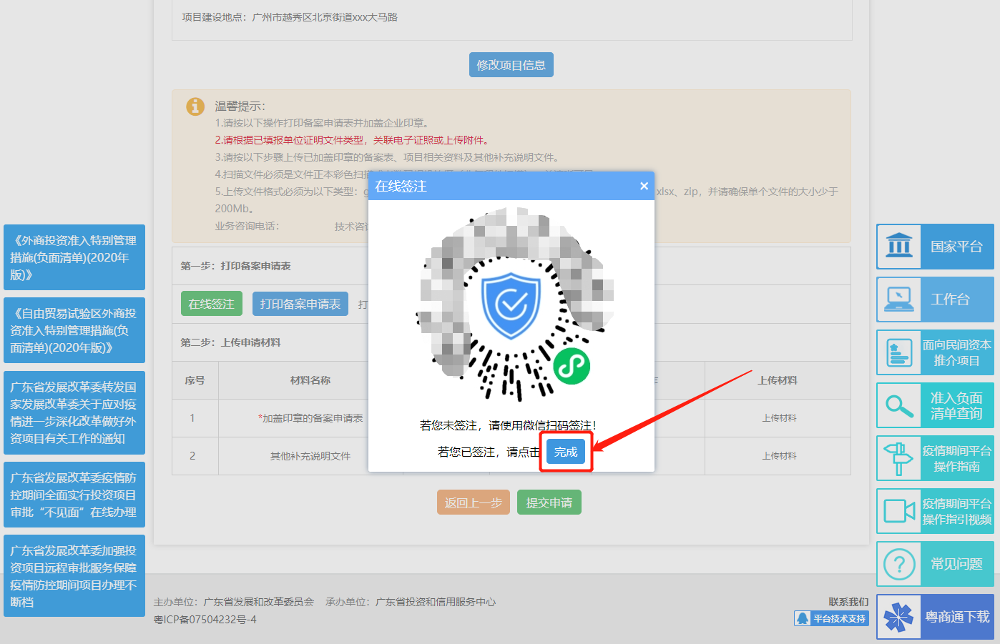 项目建设地点：广州市越秀区北京街道xxx大马路
修改项目信息
温馨提示：
1.请按以下操作打印备案申请表并加盖企业印章。
2.请根据已填报单位证明文件类型，关联电子证照或上传附件。
3.请按以下步骤上传已加盖印章的备案表、项目相关资料及其他补充说明文件。
4.扫描文件必须是文件正本彩色扫描
5.上传文件格式必须为以下类型：
xlsx、zip，并请确保单个文件的大小少于
200Mb。
业务咨询电话：
技术咨
第一步：打印备案申请表
在线签注
打印备案申请表
打
第二步：上传申请材料
序号
材料名称
上传材料
1
*加盖印章的备案申请表
上传材料
2
其他补充说明文件
上传材料
返回上一步
提交申请
在线签注
×
若您未签注，请使用微信扫码签注！
若您已签注，请点击
完成
《外商投资准入特别管理
措施(负面清单)(2020年
版)》
《自由贸易试验区外商投
资准入特别管理措施(负
面清单)(2020年版)》
广东省发展改革委转发国
家发展改革委关于应对疫
情进一步深化改革做好外
资项目有关工作的通知
广东省发展改革委疫情防
控期间全面实行投资项目
审批“不见面”在线办理
广东省发展改革委加强投
资项目远程审批服务保障
疫情防控期间项目办理不
断档
国家平台
工作台
面向民间资本
推介项目
准入负面
清单查询
疫情期间平台
操作指南
疫情期间平台
操作指引视频
常见问题
粤商通下载
主办单位：广东省发展和改革委员会 承办单位：广东省投资和信用服务中心
粤ICP备07504232号-4
联系我们
平台技术支持